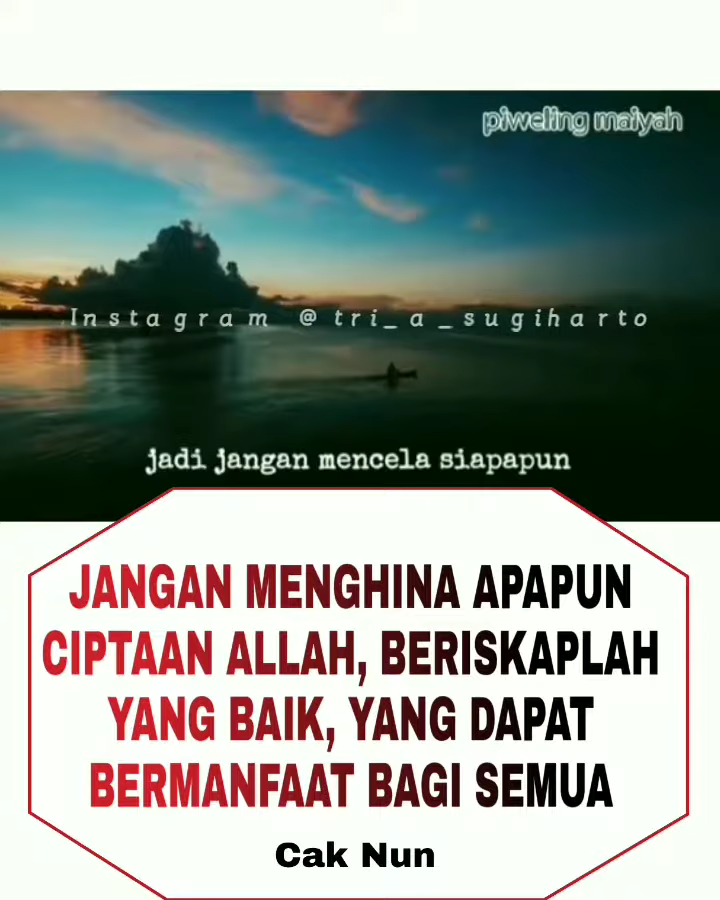 piweling maiyah
Instagram @tri_a_sugiharto
jadi jangan mencela siapapun
JANGAN MENGHINA APAPUN
CIPTAAN ALLAH, BERISKAPLAH
YANG BAIK, YANG DAPAT
BERMANFAAT BAGI SEMUA
Cak Nun